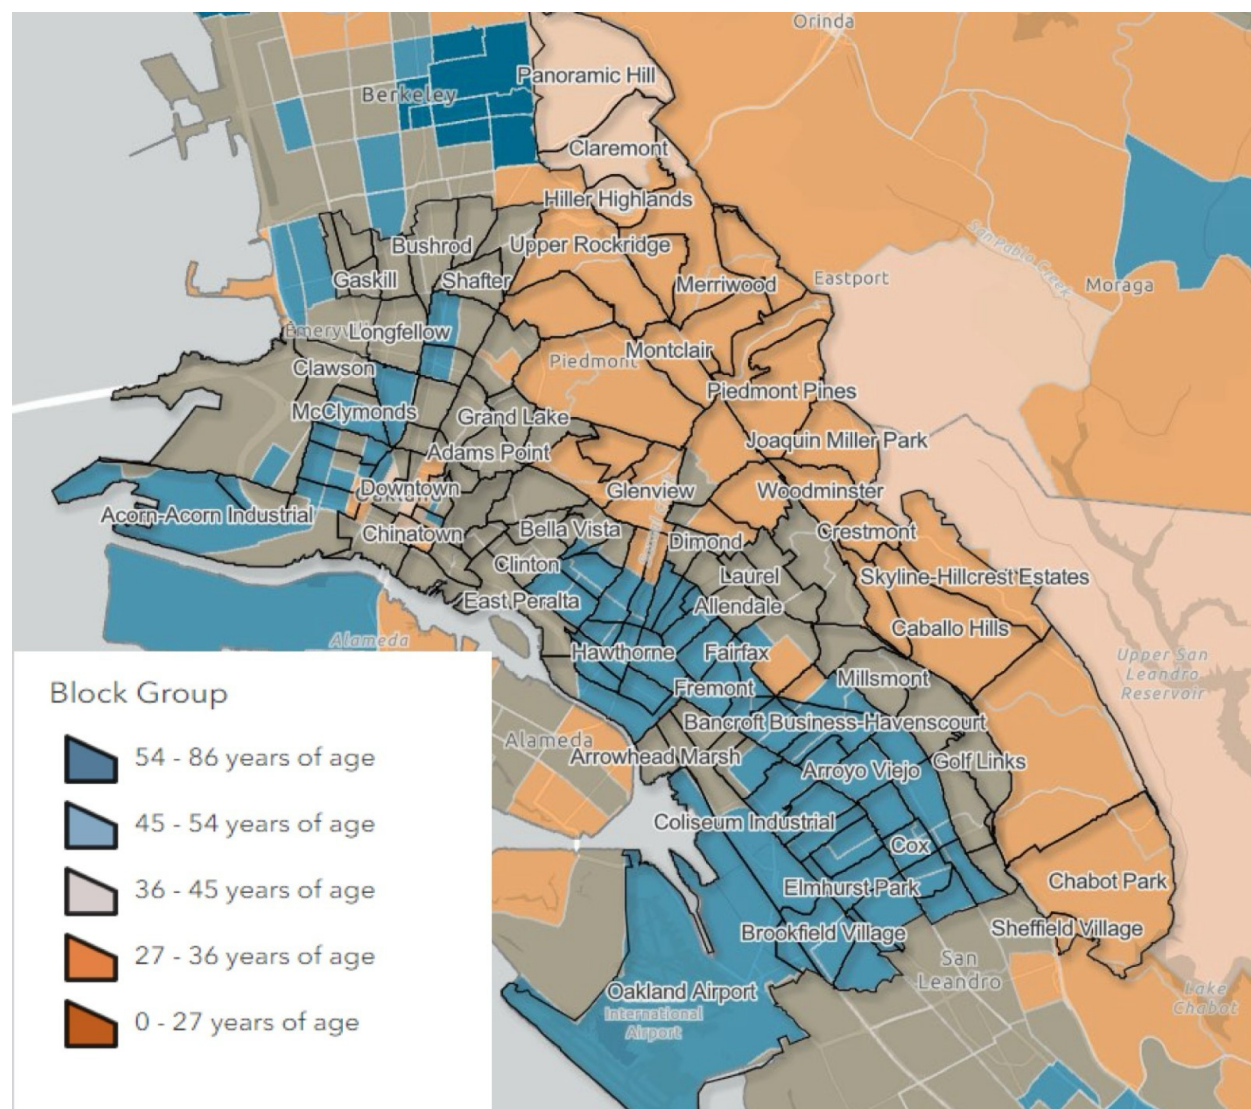 Orinda
Panoramic Hill
Berkeley
Claremont
Hiller Highlands
Bushrod
Upper Rockridge
Gaskill
Shafter
Merriwood
Eastport
San Pablo Creek
Moraga
Longfellow
Clawson
Piedmont
Montclair
Piedmont Pines
McClymonds
Grand Lake
Joaquin Miller Park
Adams Point
Downtown
Glenview
Woodminster
Acorn-Acorn Industrial
Chinatown
Bella Vista
Dimond
Crestmont
Clinton
Laurel
Skyline-Hillcrest Estates
East Peralta
Allendale
Caballo Hills
Alameda
Hawthorne
Fairfax
Upper San
Leandro
Reservoir
Millsmont
Fremont
Bancroft Business-Havenscourt
Alameda
Arrowhead Marsh
Golf Links
Arroyo Viejo
Coliseum Industrial
Cox
Elmhurst Park
Chabot Park
Brookfield Village
Sheffield Village
San
Leandro
Oakland Airport
International
Airport
Lake
Chabot
Block Group
54 - 86 years of age
45 - 54 years of age
36 - 45 years of age
27 - 36 years of age
0 - 27 years of age